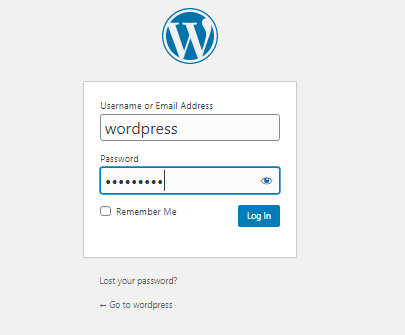 Username or Email Address
wordpress
Password
•••••••••
Remember Me
Log In
Lost your password?
← Go to wordpress